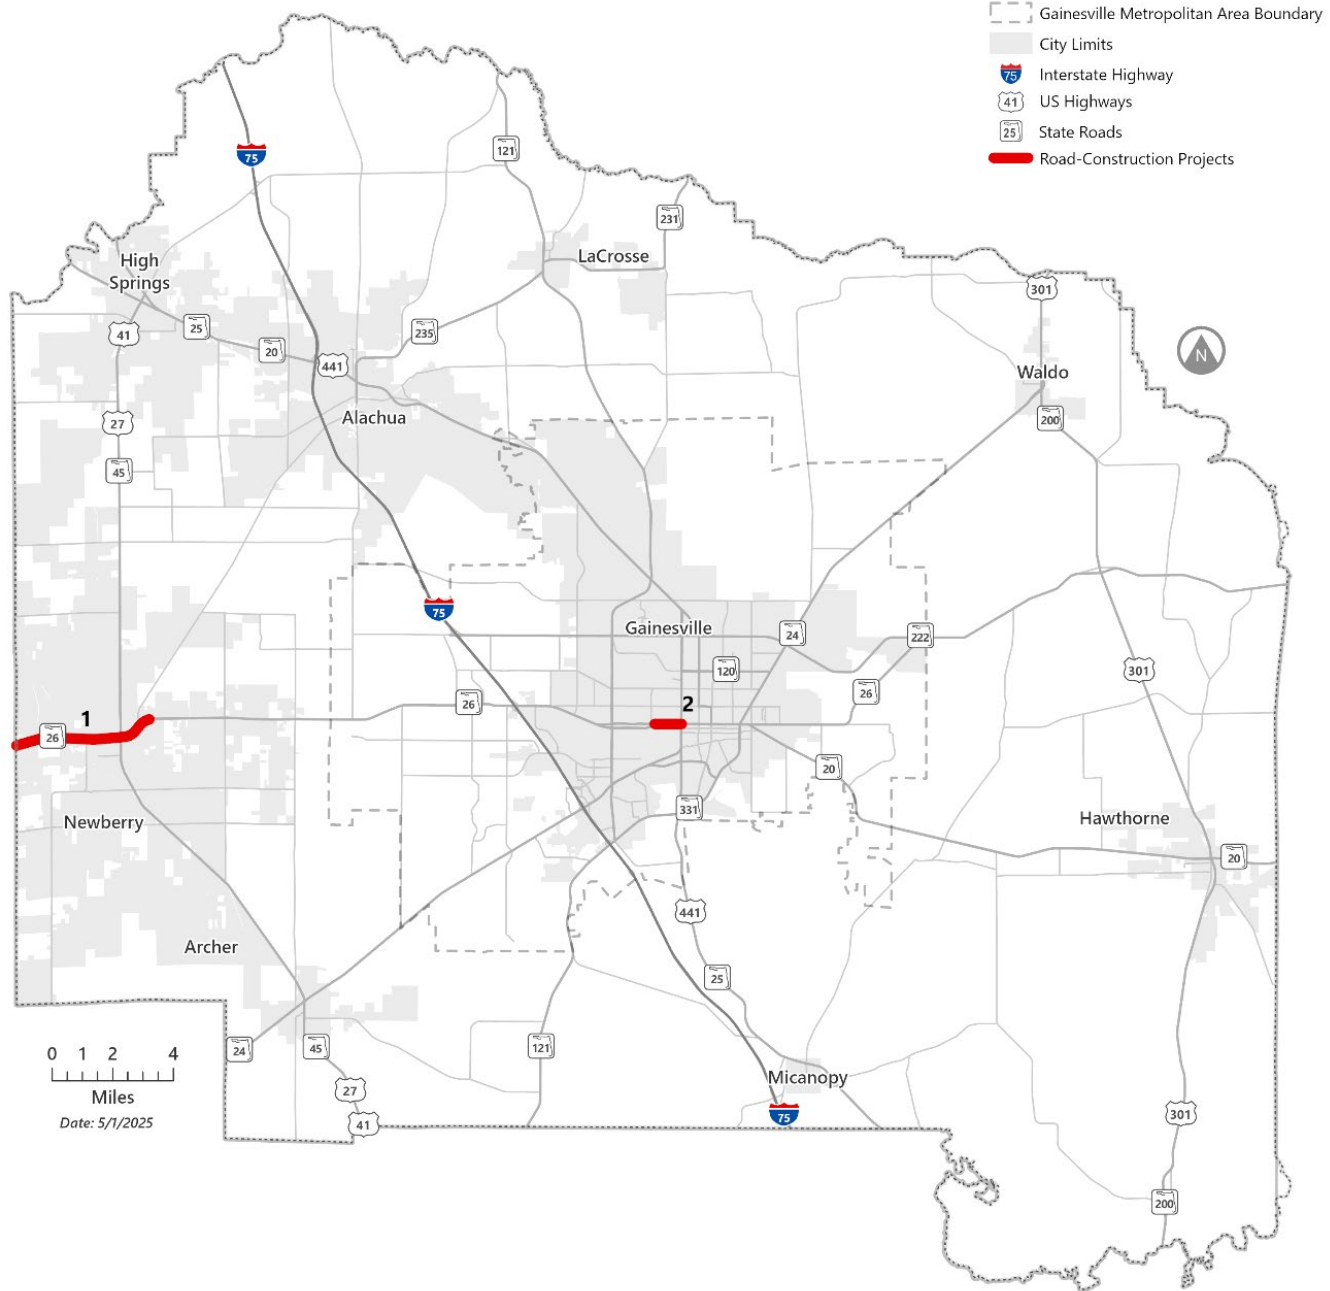 Gainesville Metropolitan Area Boundary
City Limits
75 Interstate Highway
41 US Highways
25 State Roads
Road-Construction Projects
75
121
231
LaCrosse
High
Springs
301
41
25
20
235
441
N
Waldo
Alachua
200
27
45
75
Gainesville
24
222
120
301
26
26
2
1
26
20
331
Newberry
Hawthorne
20
441
Archer
25
24
45
121
0 1 2 4
Miles
Date: 5/1/2025
27
41
Micanopy
75
301
200